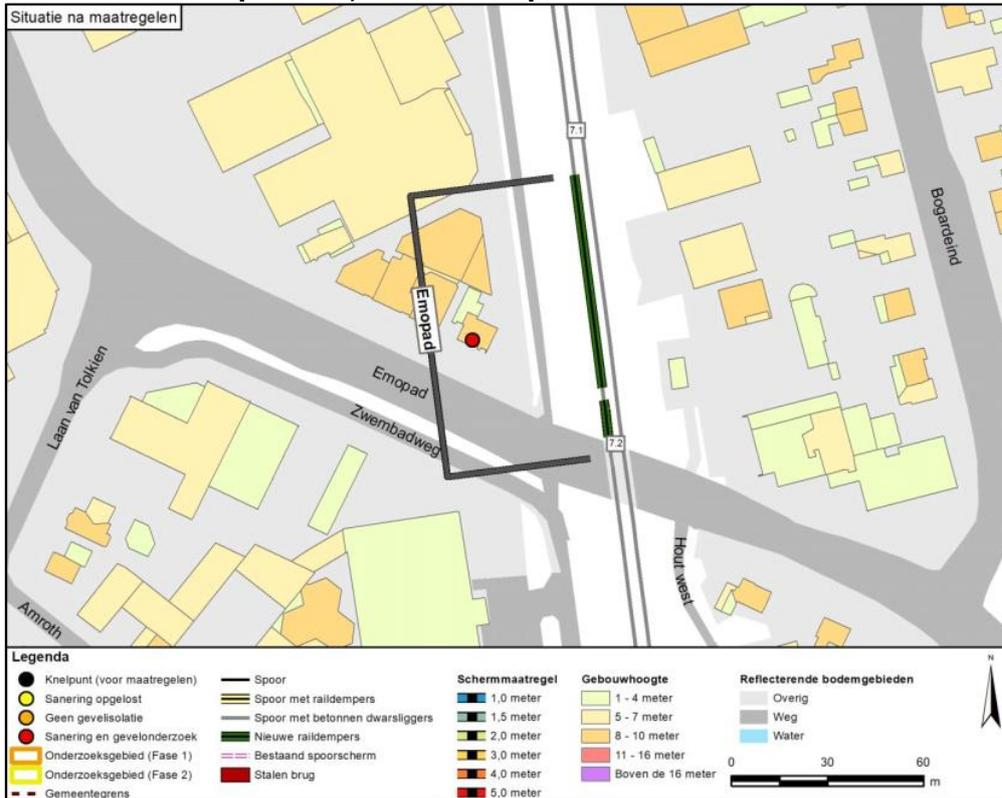 Situatie na maatregelen
7.1
Bogardeind
Emopad
Emopad
Laan van Tolkien
Zwembadweg
7.2
Hout west
Amroth
Legenda
Knelpunt (voor maatregelen)
Sanering opgelost
Geen gevelisolatie
Sanering en gevelonderzoek
Onderzoeksgebied (Fase 1)
Onderzoeksgebied (Fase 2)
Gemeentegrens
Spoor
Spoor met raildempers
Spoor met betonnen dwarsliggers
Nieuwe raildempers
Bestaand spoorscherm
Stalen brug
Schermmaatregel
1,0 meter
1,5 meter
2,0 meter
3,0 meter
4,0 meter
5,0 meter
Gebouwhoogte
1 - 4 meter
5 - 7 meter
8 - 10 meter
11 - 16 meter
Boven de 16 meter
Reflecterende bodemgebieden
Overig
Weg
Water
N
0 30 60
m